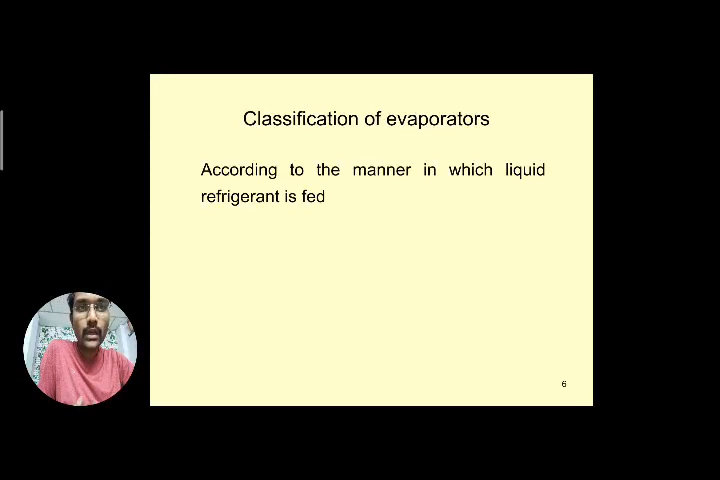 Classification of evaporators
According to the manner in which liquid
refrigerant is fed
6